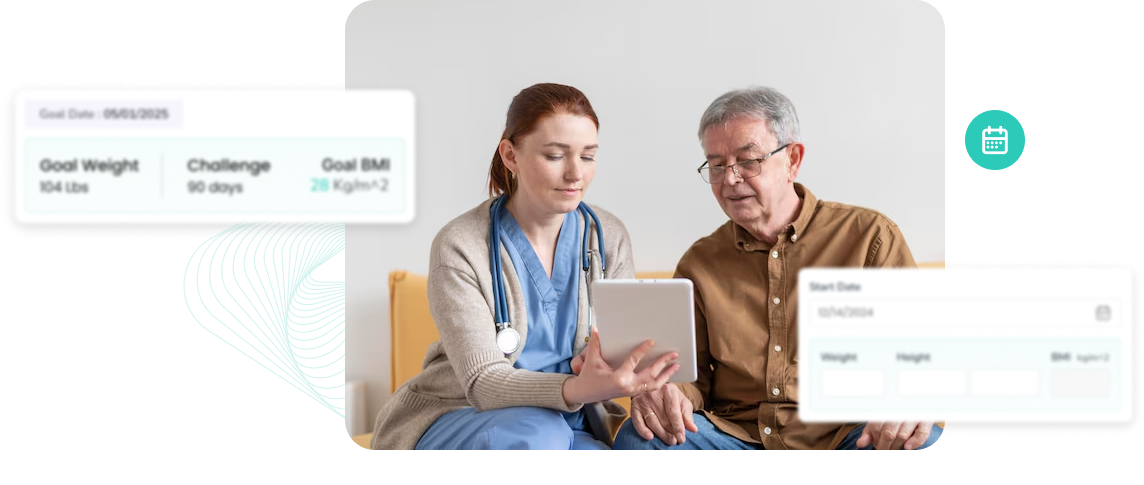 Goal Date : 05/01/2025
Goal Weight
104 Lbs
Challenge
90 days
Goal BMI
28 Kg/m^2
Start Date
12/14/2024
Weight
Height
BMI kg/m^2